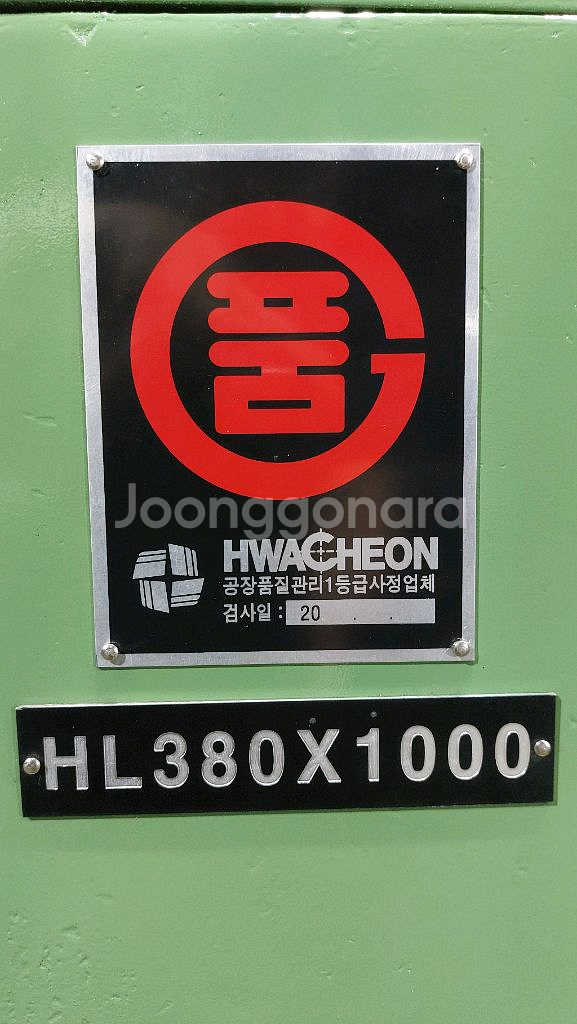 품
Joonggonara
HWACHEON
공장품질관리1등급사정업체
검사일 : 20 . .
HL380X1000